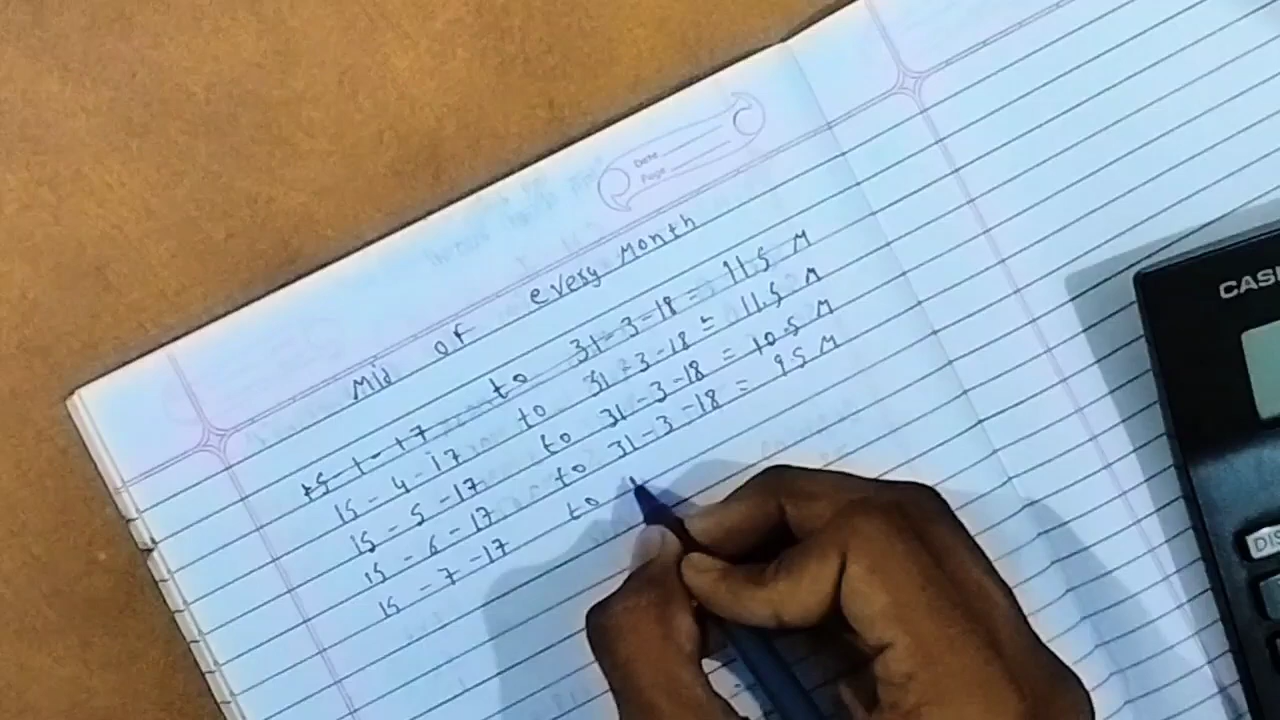 Date
Page
Mid of every Month
15-1-17 to 31-3-18 = 11.5 M
15-4-17 to 31-3-18 = 11.5 M
15-5-17 to 31-3-18 = 10.5 M
15-6-17 to 31-3-18 = 9.5 M
15-7-17 to
CASI
DIS